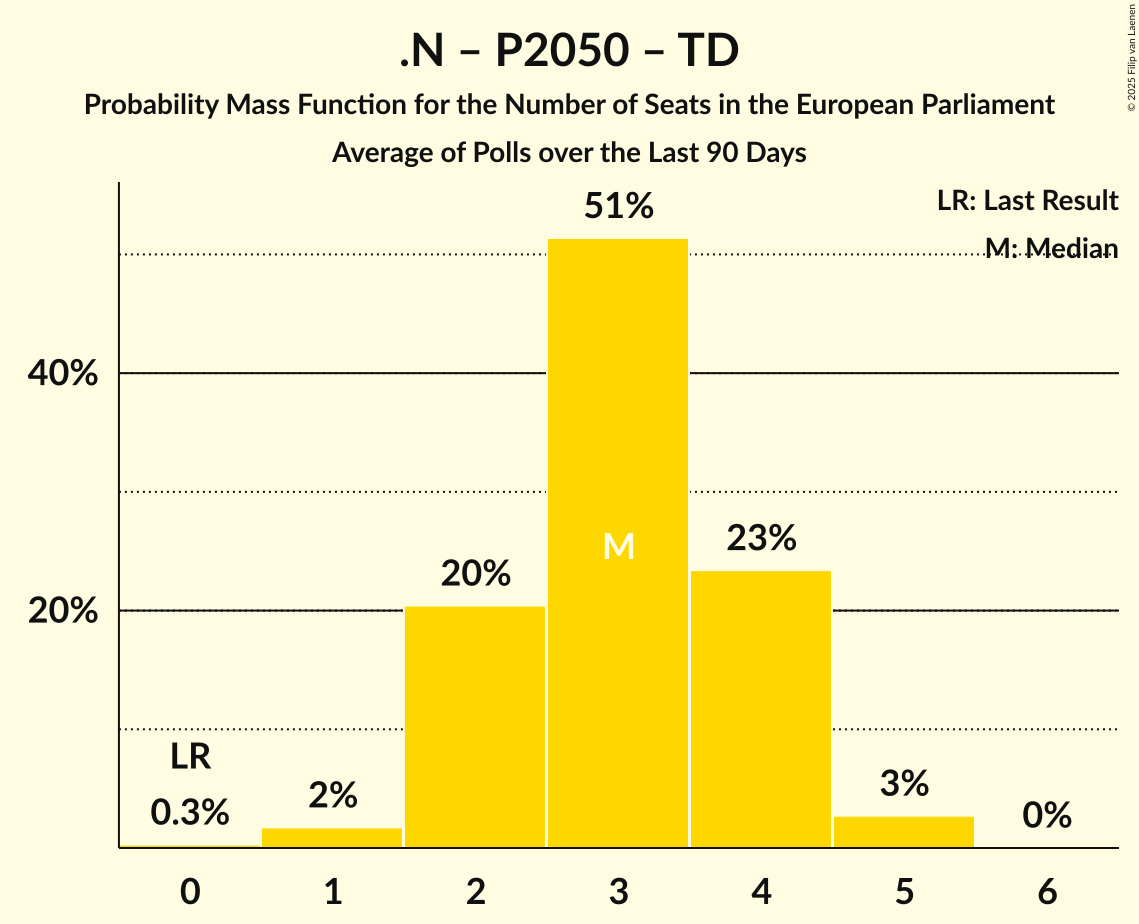 .N – P2050 – TD
Probability Mass Function for the Number of Seats in the European Parliament
Average of Polls over the Last 90 Days
© 2025 Filip van Laenen
LR: Last Result
M: Median
51%
40%
M
23%
20%
20%
LR
0.3%
2%
3%
0%
0 1 2 3 4 5 6